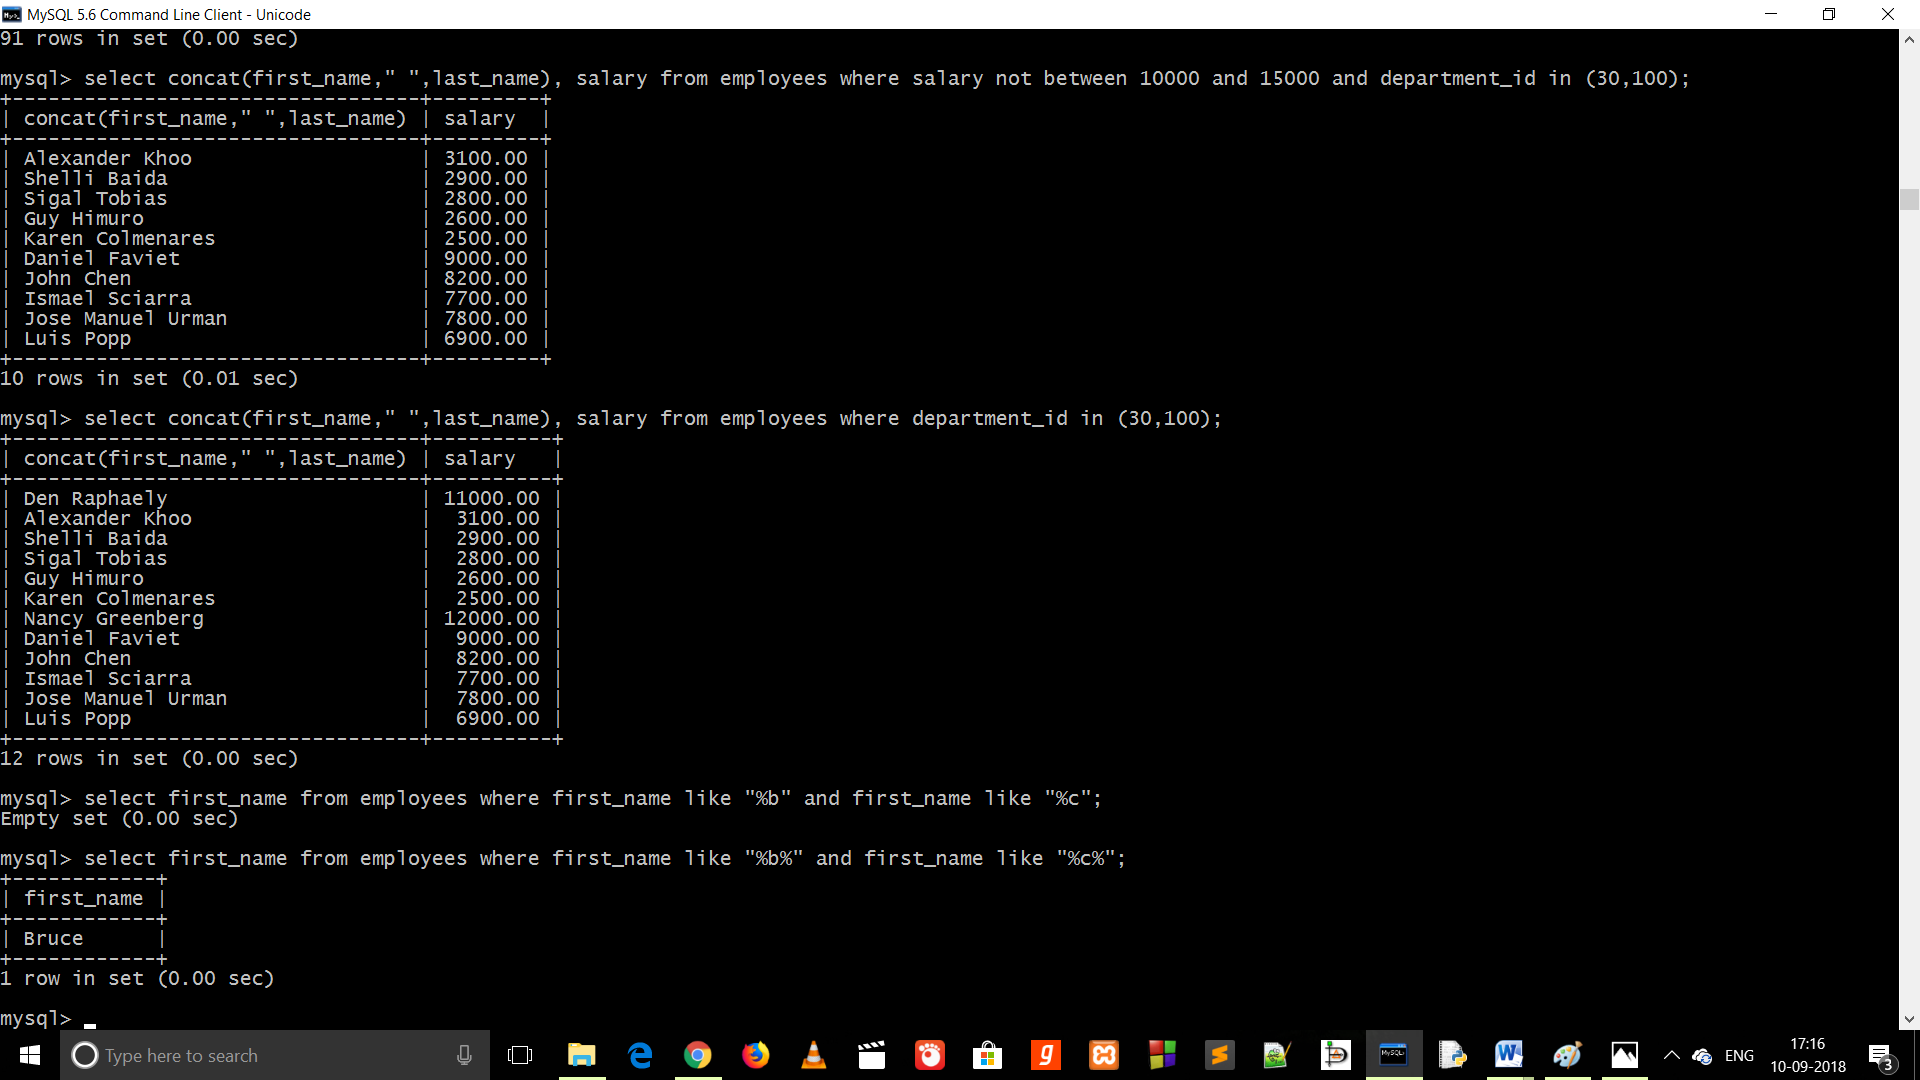 MySQL 5.6 Command Line Client - Unicode
91 rows in set (0.00 sec)
mysql> select concat(first_name," ",last_name), salary from employees where salary not between 10000 and 15000 and department_id in (30,100);
+----------------------------------+---------+
| concat(first_name," ",last_name) | salary  |
+----------------------------------+---------+
| Alexander Khoo                   | 3100.00 |
| Shelli Baida                     | 2900.00 |
| Sigal Tobias                     | 2800.00 |
| Guy Himuro                       | 2600.00 |
| Karen Colmenares                 | 2500.00 |
| Daniel Faviet                    | 9000.00 |
| John Chen                        | 8200.00 |
| Ismael Sciarra                   | 7700.00 |
| Jose Manuel Urman                | 7800.00 |
| Luis Popp                        | 6900.00 |
+----------------------------------+---------+
10 rows in set (0.01 sec)
mysql> select concat(first_name," ",last_name), salary from employees where department_id in (30,100);
+----------------------------------+----------+
| concat(first_name," ",last_name) | salary   |
+----------------------------------+----------+
| Den Raphaely                     | 11000.00 |
| Alexander Khoo                   |  3100.00 |
| Shelli Baida                     |  2900.00 |
| Sigal Tobias                     |  2800.00 |
| Guy Himuro                       |  2600.00 |
| Karen Colmenares                 |  2500.00 |
| Nancy Greenberg                  | 12000.00 |
| Daniel Faviet                    |  9000.00 |
| John Chen                        |  8200.00 |
| Ismael Sciarra                   |  7700.00 |
| Jose Manuel Urman                |  7800.00 |
| Luis Popp                        |  6900.00 |
+----------------------------------+----------+
12 rows in set (0.00 sec)
mysql> select first_name from employees where first_name like "%b" and first_name like "%c";
Empty set (0.00 sec)
mysql> select first_name from employees where first_name like "%b%" and first_name like "%c%";
+------------+
| first_name |
+------------+
| Bruce      |
+------------+
1 row in set (0.00 sec)
mysql>
Type here to search
ENG
17:16
10-09-2018
3